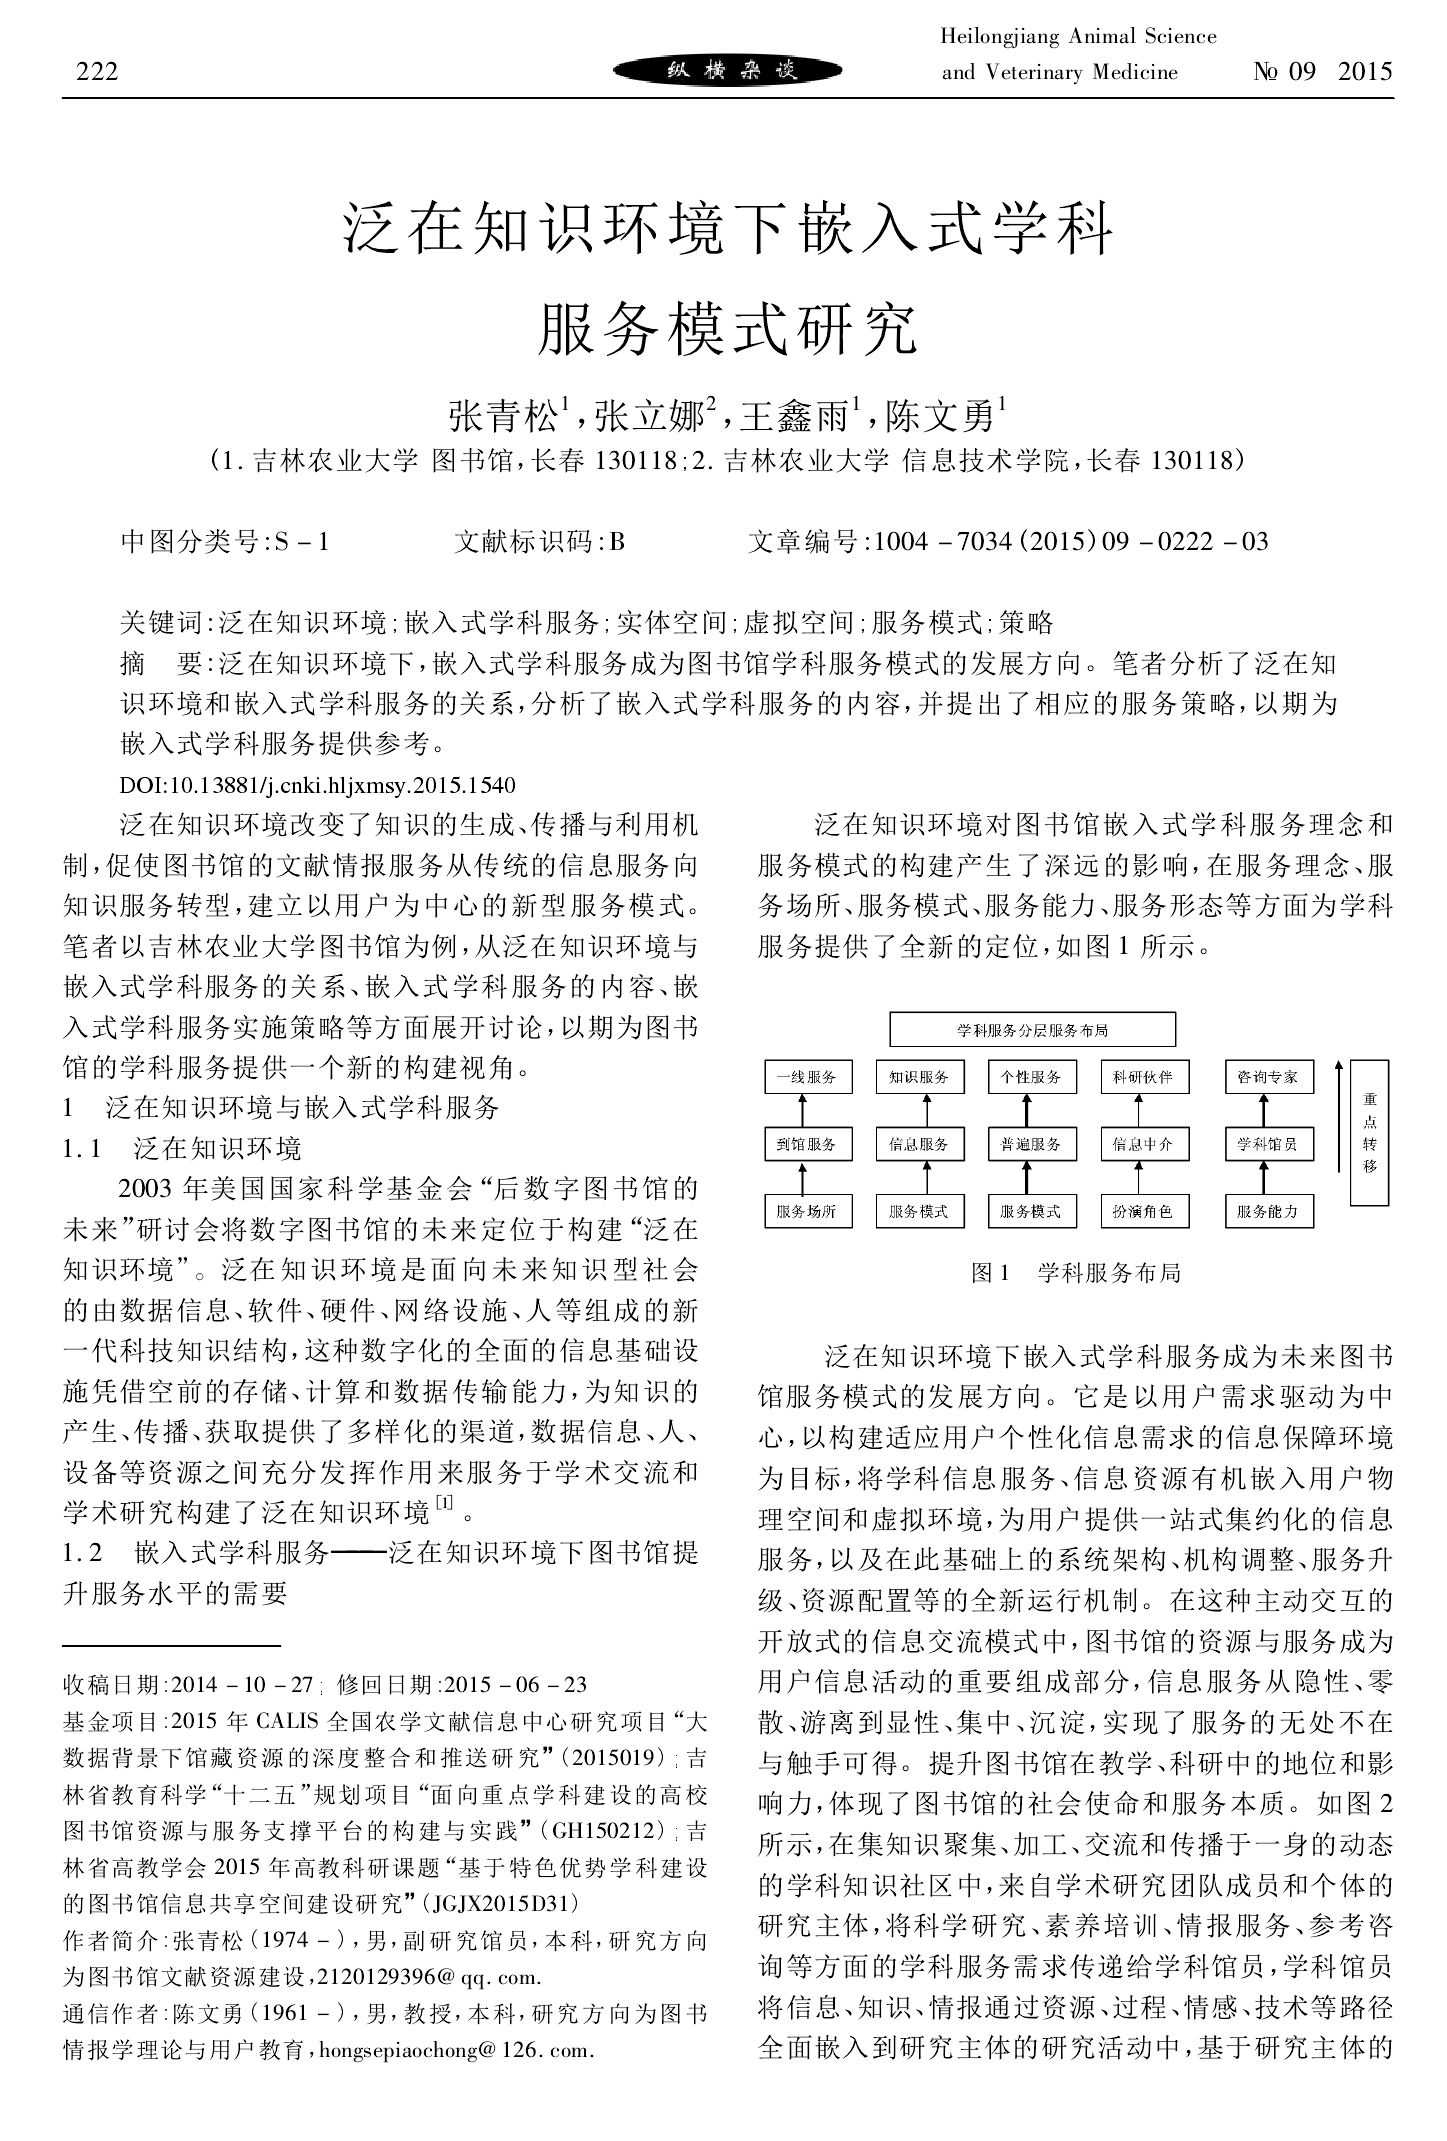 222
纵横杂谈
Heilongjiang Animal Science
and Veterinary Medicine
№ 09 2015
泛在知识环境下嵌入式学科
服务模式研究
张青松1,张立娜2,王鑫雨1,陈文勇1
(1. 吉林农业大学 图书馆,长春 130118;2. 吉林农业大学 信息技术学院,长春 130118)
中图分类号:S-1 文献标识码:B 文章编号:1004-7034(2015)09-0222-03
关键词:泛在知识环境;嵌入式学科服务;实体空间;虚拟空间;服务模式;策略
摘 要:泛在知识环境下,嵌入式学科服务成为图书馆学科服务模式的发展方向。笔者分析了泛在知
识环境和嵌入式学科服务的关系,分析了嵌入式学科服务的内容,并提出了相应的服务策略,以期为
嵌入式学科服务提供参考。
DOI:10.13881/j.cnki.hljxmsy.2015.1540
泛在知识环境改变了知识的生成、传播与利用机
制,促使图书馆的文献情报服务从传统的信息服务向
知识服务转型,建立以用户为中心的新型服务模式。
笔者以吉林农业大学图书馆为例,从泛在知识环境与
嵌入式学科服务的关系、嵌入式学科服务的内容、嵌
入式学科服务实施策略等方面展开讨论,以期为图书
馆的学科服务提供一个新的构建视角。
1 泛在知识环境与嵌入式学科服务
1.1 泛在知识环境
2003 年美国国家科学基金会“后数字图书馆的
未来”研讨会将数字图书馆的未来定位于构建“泛在
知识环境”。泛在知识环境是面向未来知识型社会
的由数据信息、软件、硬件、网络设施、人等组成的新
一代科技知识结构,这种数字化的全面的信息基础设
施凭借空前的存储、计算和数据传输能力,为知识的
产生、传播、获取提供了多样化的渠道,数据信息、人、
设备等资源之间充分发挥作用来服务于学术交流和
学术研究构建了泛在知识环境[1]。
1.2 嵌入式学科服务——泛在知识环境下图书馆提
升服务水平的需要
收稿日期:2014-10-27; 修回日期:2015-06-23
基金项目:2015 年 CALIS 全国农学文献信息中心研究项目“大
数据背景下馆藏资源的深度整合和推送研究”(2015019);吉
林省教育科学“十二五”规划项目“面向重点学科建设的高校
图书馆资源与服务支撑平台的构建与实践”(GH150212);吉
林省高教学会 2015 年高教科研课题“基于特色优势学科建设
的图书馆信息共享空间建设研究”(JGJX2015D31)
作者简介:张青松(1974-),男,副研究馆员,本科,研究方向
为图书馆文献资源建设,2120129396@qq.com.
通信作者:陈文勇(1961-),男,教授,本科,研究方向为图书
情报学理论与用户教育,hongsepiaochong@126.com.
泛在知识环境对图书馆嵌入式学科服务理念和
服务模式的构建产生了深远的影响,在服务理念、服
务场所、服务模式、服务能力、服务形态等方面为学科
服务提供了全新的定位,如图 1 所示。
学科服务分层服务布局
一线服务 知识服务 个性服务 科研伙伴 咨询专家
到馆服务 信息服务 普遍服务 信息中介 学科馆员
服务场所 服务模式 服务模式 扮演角色 服务能力
重点转移
图 1 学科服务布局
泛在知识环境下嵌入式学科服务成为未来图书
馆服务模式的发展方向。它是以用户需求驱动为中
心,以构建适应用户个性化信息需求的信息保障环境
为目标,将学科信息服务、信息资源有机嵌入用户物
理空间和虚拟环境,为用户提供一站式集约化的信息
服务,以及在此基础上的系统架构、机构调整、服务升
级、资源配置等的全新运行机制。在这种主动交互的
开放式的信息交流模式中,图书馆的资源与服务成为
用户信息活动的重要组成部分,信息服务从隐性、零
散、游离到显性、集中、沉淀,实现了服务的无处不在
与触手可得。提升图书馆在教学、科研中的地位和影
响力,体现了图书馆的社会使命和服务本质。如图 2
所示,在集知识聚集、加工、交流和传播于一身的动态
的学科知识社区中,来自学术研究团队成员和个体的
研究主体,将科学研究、素养培训、情报服务、参考咨
询等方面的学科服务需求传递给学科馆员,学科馆员
将信息、知识、情报通过资源、过程、情感、技术等路径
全面嵌入到研究主体的研究活动中,基于研究主体的